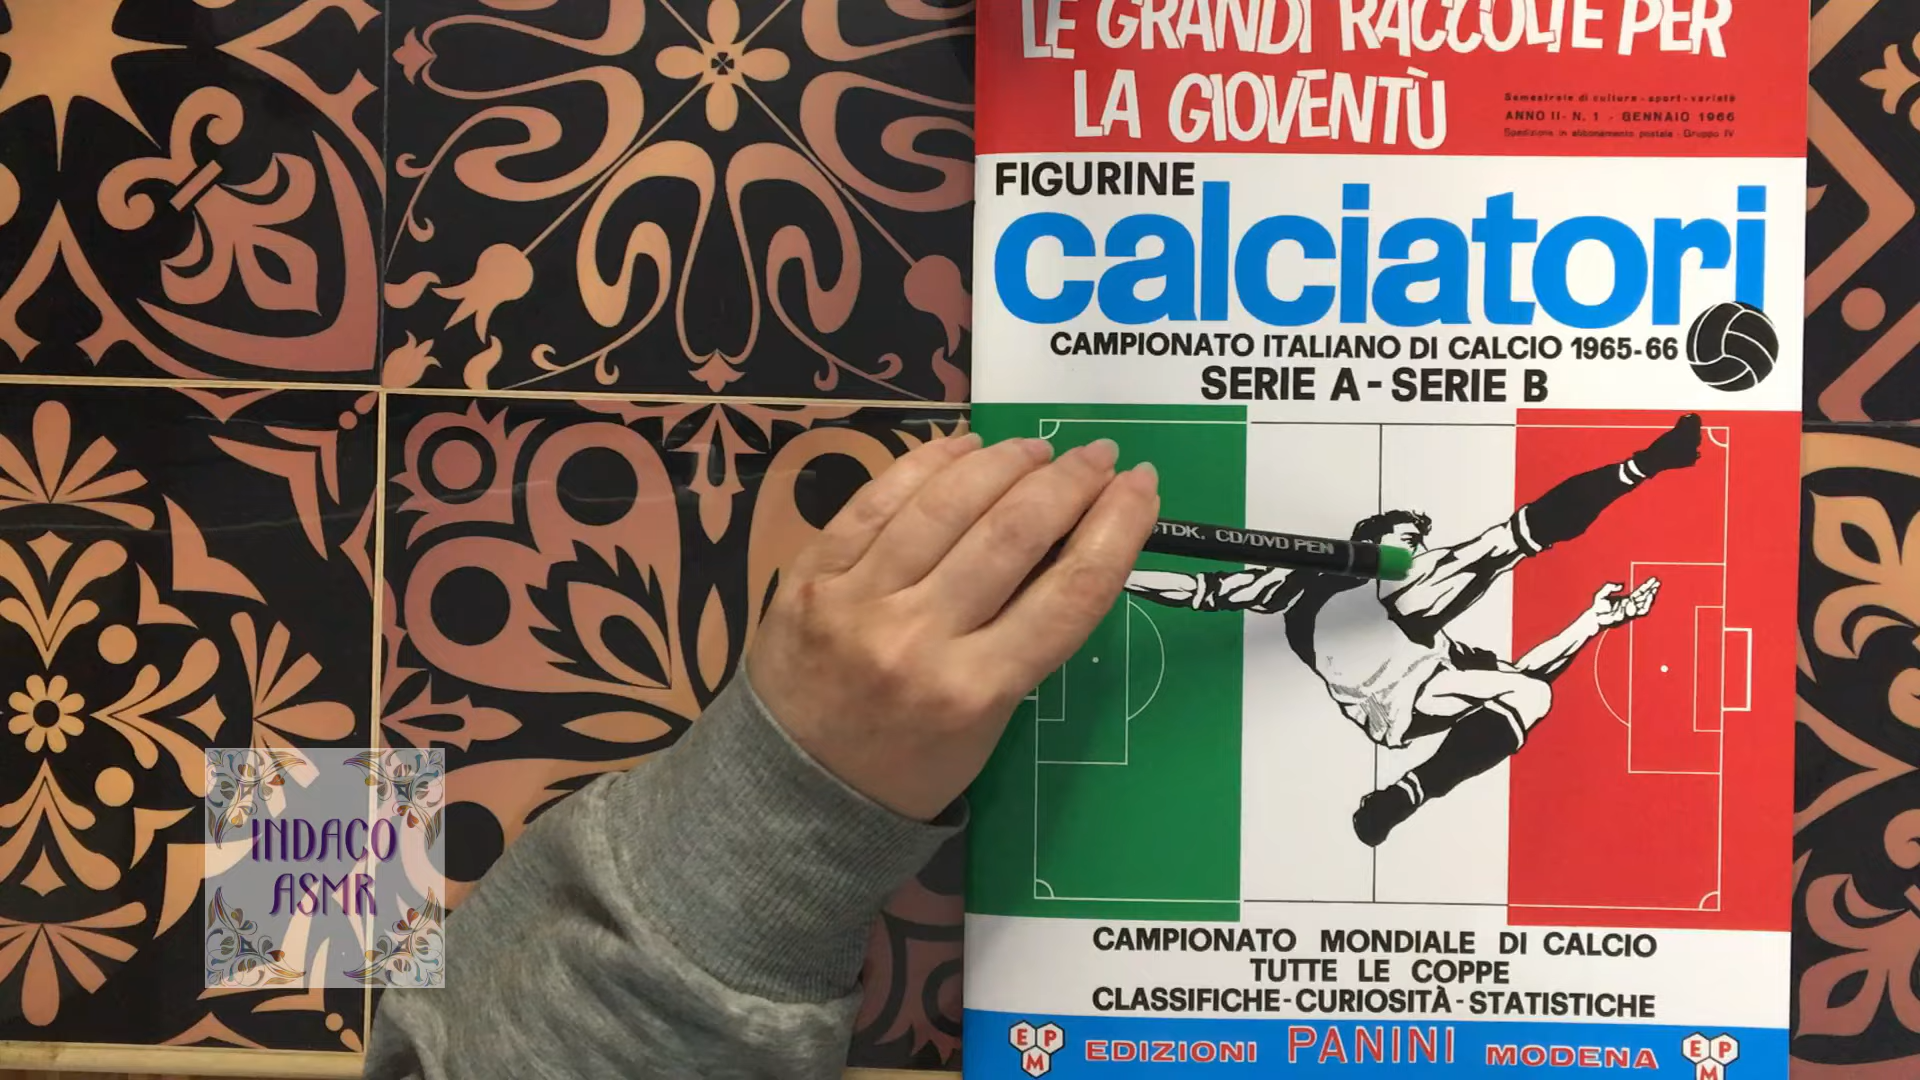 LE GRANDI RACCOLTE PER
LA GIOVENTÙ
Semestrale di cultura - sport - varietà
ANNO II - N. 1 - GENNAIO 1966
Spedizione in abbonamento postale - Gruppo IV
FIGURINE
calciatori
CAMPIONATO ITALIANO DI CALCIO 1965-66
SERIE A - SERIE B
TDK. CD/DVD PEN
CAMPIONATO MONDIALE DI CALCIO
TUTTE LE COPPE
CLASSIFICHE-CURIOSITÀ-STATISTICHE
EPM EDIZIONI PANINI MODENA EPM
INDACO
ASMR